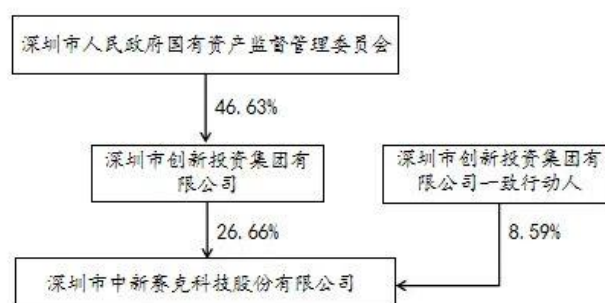 深圳市人民政府国有资产监督管理委员会
46.63%
深圳市创新投资集团有
限公司
深圳市创新投资集团有
限公司一致行动人
26.66%
8.59%
深圳市中新赛克科技股份有限公司